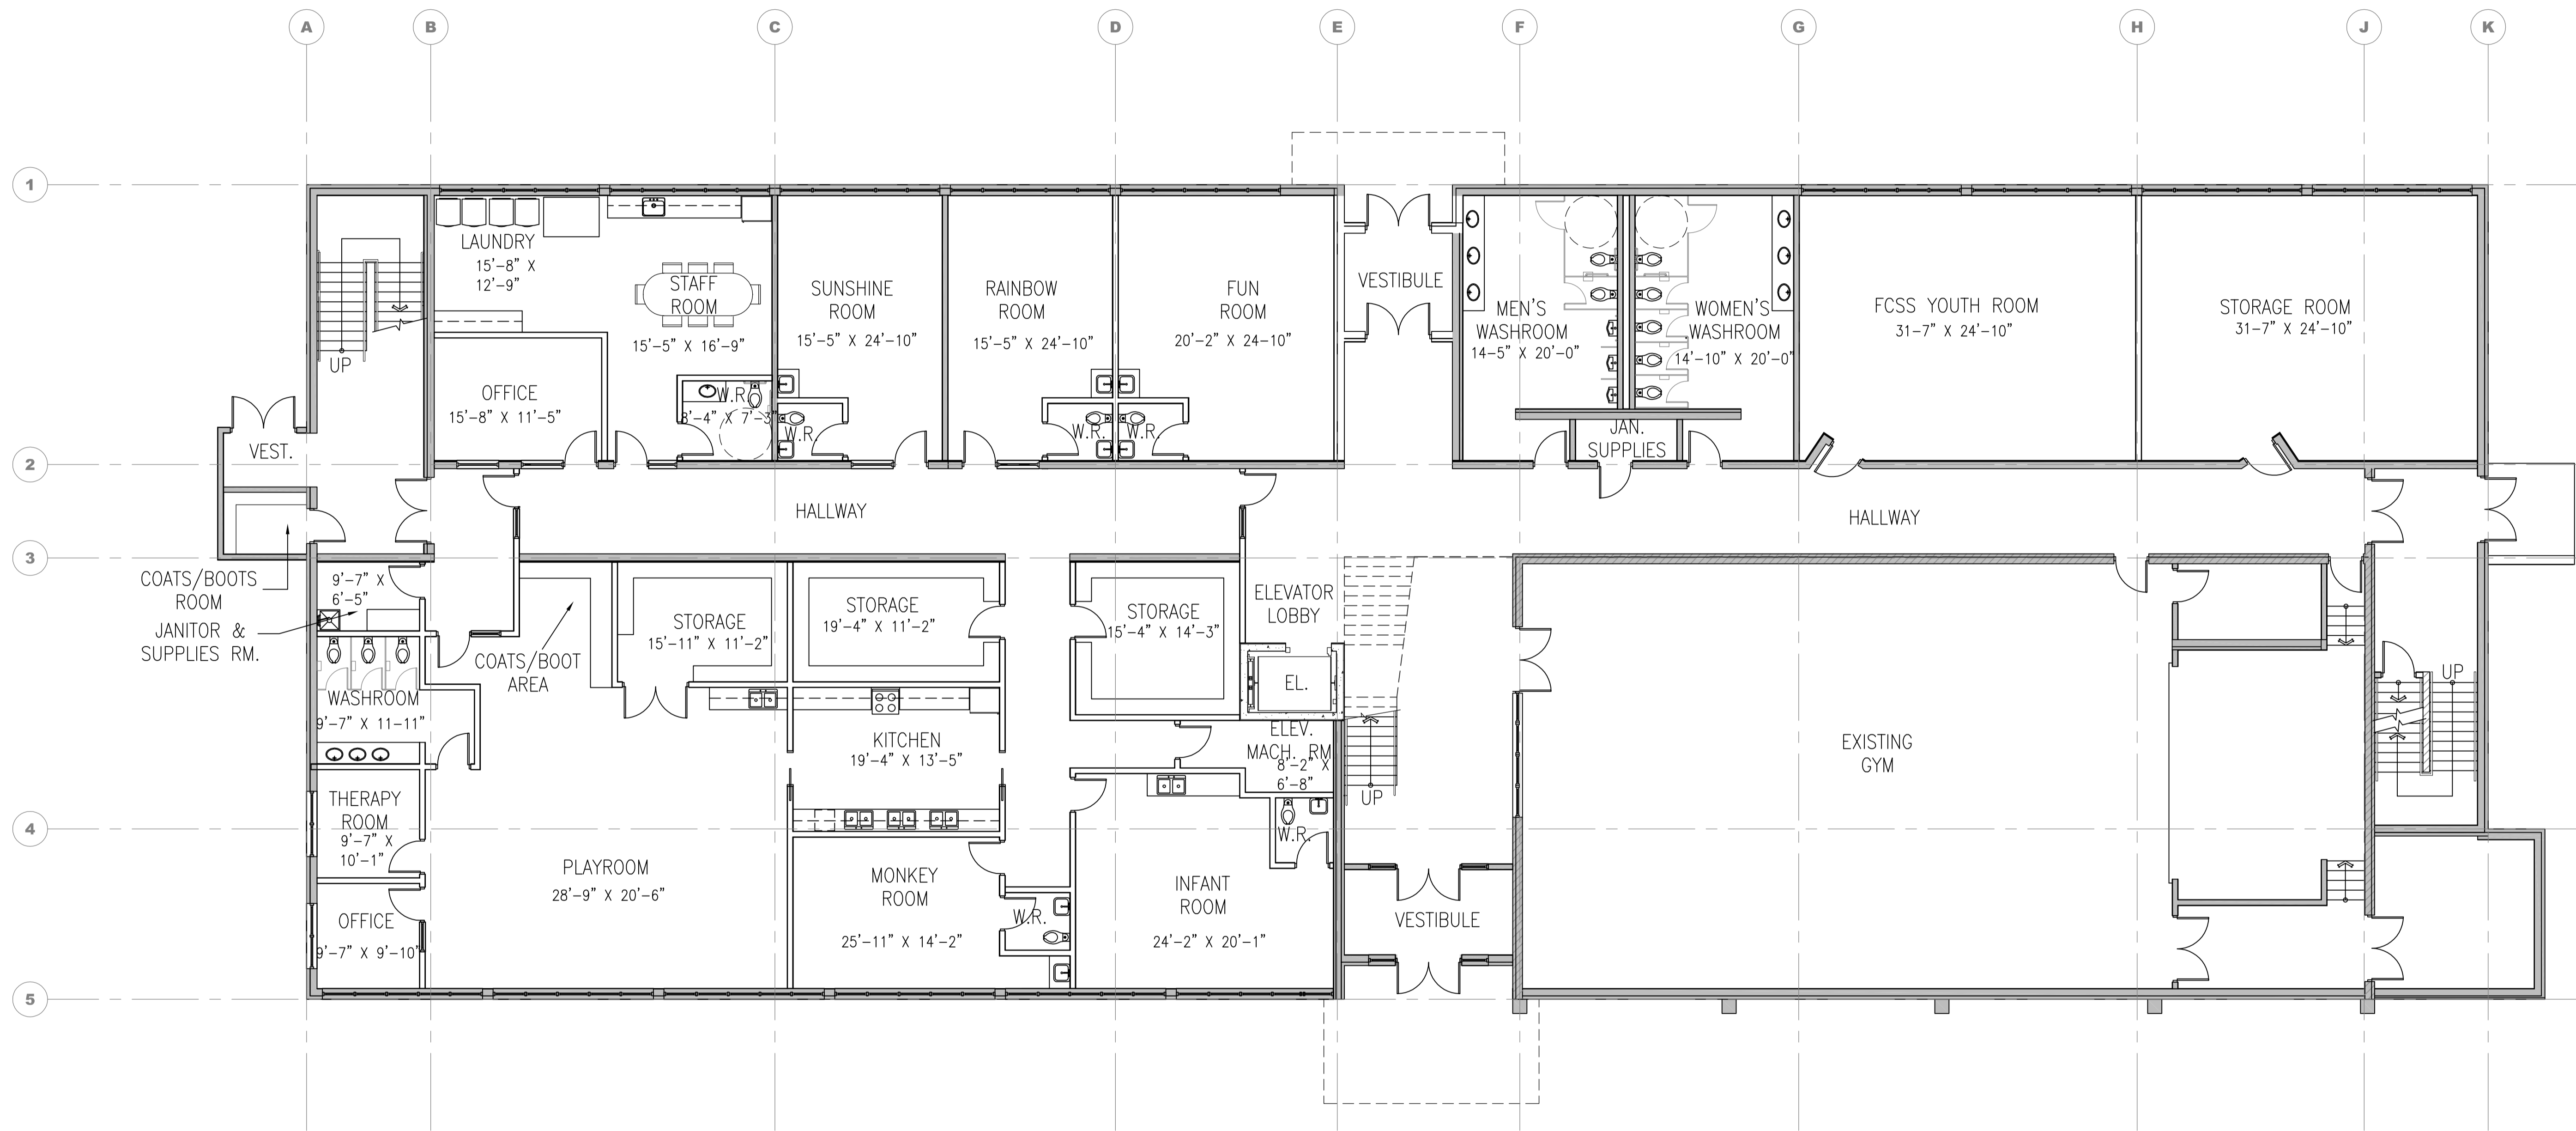 A
B
C
D
E
F
G
H
J
K
1
LAUNDRY
15'-8" X
12'-9"
STAFF
ROOM
15'-5" X 16'-9"
SUNSHINE
ROOM
15'-5" X 24'-10"
RAINBOW
ROOM
15'-5" X 24'-10"
FUN
ROOM
20'-2" X 24-10"
VESTIBULE
MEN'S
WASHROOM
14-5" X 20'-0"
WOMEN'S
WASHROOM
14'-10" X 20'-0"
FCSS YOUTH ROOM
31-7" X 24'-10"
STORAGE ROOM
31-7" X 24'-10"
UP
OFFICE
15'-8" X 11'-5"
W.R.
8'-4" X 7'-3"
W.R.
W.R.
W.R.
JAN.
SUPPLIES
VEST.
2
HALLWAY
HALLWAY
3
COATS/BOOTS
ROOM
9'-7" X
6'-5"
JANITOR &
SUPPLIES RM.
COATS/BOOT
AREA
STORAGE
15'-11" X 11'-2"
STORAGE
19'-4" X 11'-2"
STORAGE
15'-4" X 14'-3"
ELEVATOR
LOBBY
EL.
UP
WASHROOM
9'-7" X 11-11"
KITCHEN
19'-4" X 13'-5"
ELEV.
MACH. RM
8'-2" X
6'-8"
UP
EXISTING
GYM
THERAPY
ROOM
9'-7" X
10'-1"
4
W.R.
PLAYROOM
28'-9" X 20'-6"
MONKEY
ROOM
25'-11" X 14'-2"
W.R.
INFANT
ROOM
24'-2" X 20'-1"
VESTIBULE
OFFICE
9'-7" X 9'-10"
5